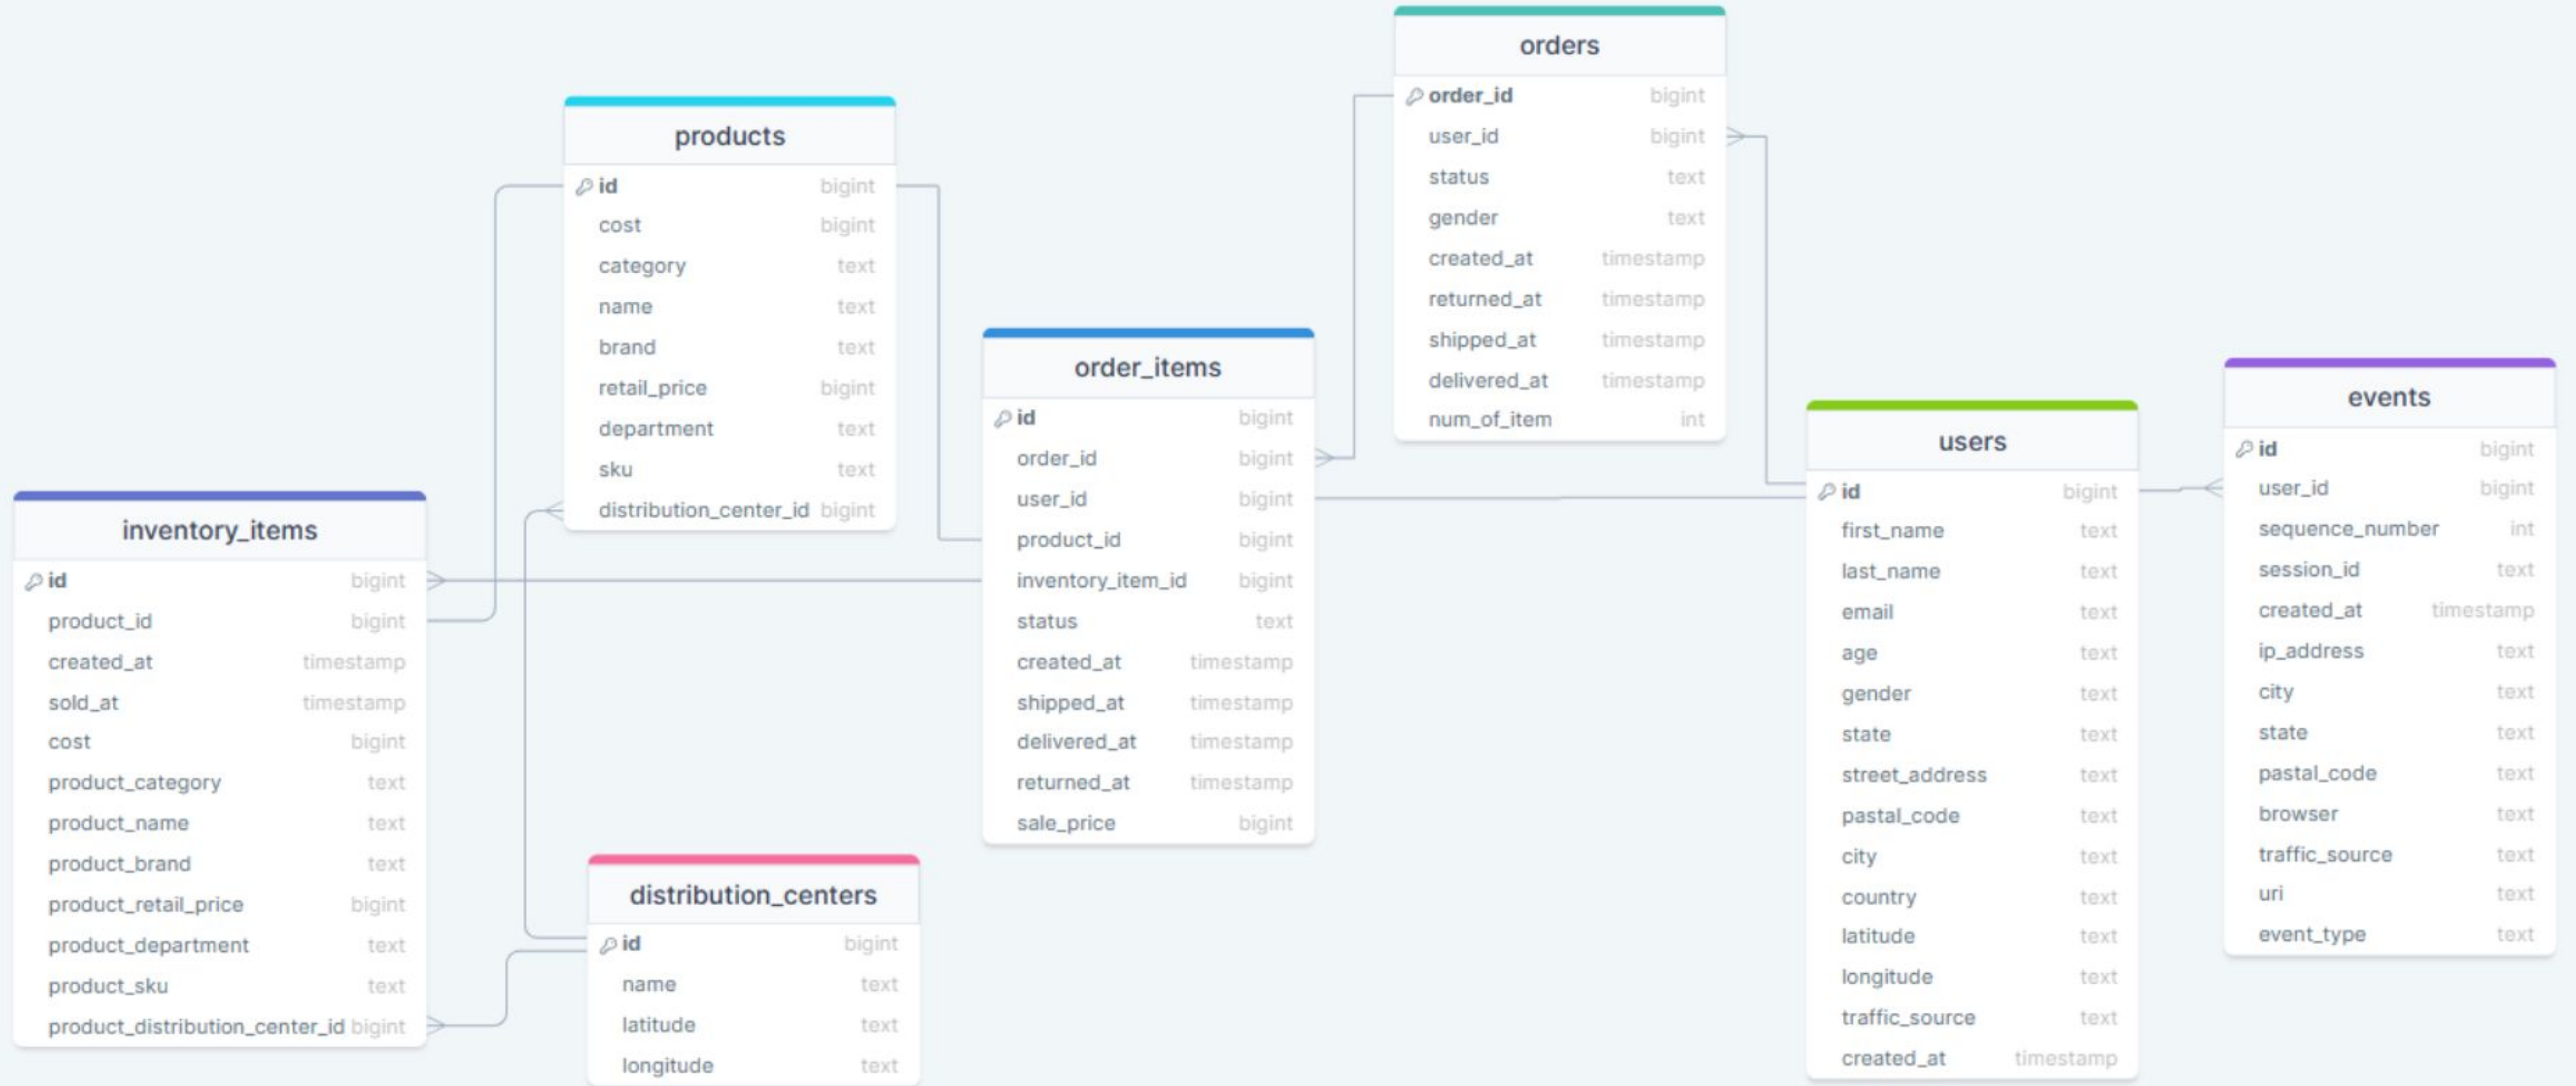 orders
order_id bigint
user_id bigint
status text
gender text
created_at timestamp
returned_at timestamp
shipped_at timestamp
delivered_at timestamp
num_of_item int
products
id bigint
cost bigint
category text
name text
brand text
retail_price bigint
department text
sku text
distribution_center_id bigint
order_items
id bigint
order_id bigint
user_id bigint
product_id bigint
inventory_item_id bigint
status text
created_at timestamp
shipped_at timestamp
delivered_at timestamp
returned_at timestamp
sale_price bigint
events
id bigint
user_id bigint
sequence_number int
session_id text
created_at timestamp
ip_address text
city text
state text
pastal_code text
browser text
traffic_source text
uri text
event_type text
users
id bigint
first_name text
last_name text
email text
age text
gender text
state text
street_address text
pastal_code text
city text
country text
latitude text
longitude text
traffic_source text
created_at timestamp
inventory_items
id bigint
product_id bigint
created_at timestamp
sold_at timestamp
cost bigint
product_category text
product_name text
product_brand text
product_retail_price bigint
product_department text
product_sku text
product_distribution_center_id bigint
distribution_centers
id bigint
name text
latitude text
longitude text